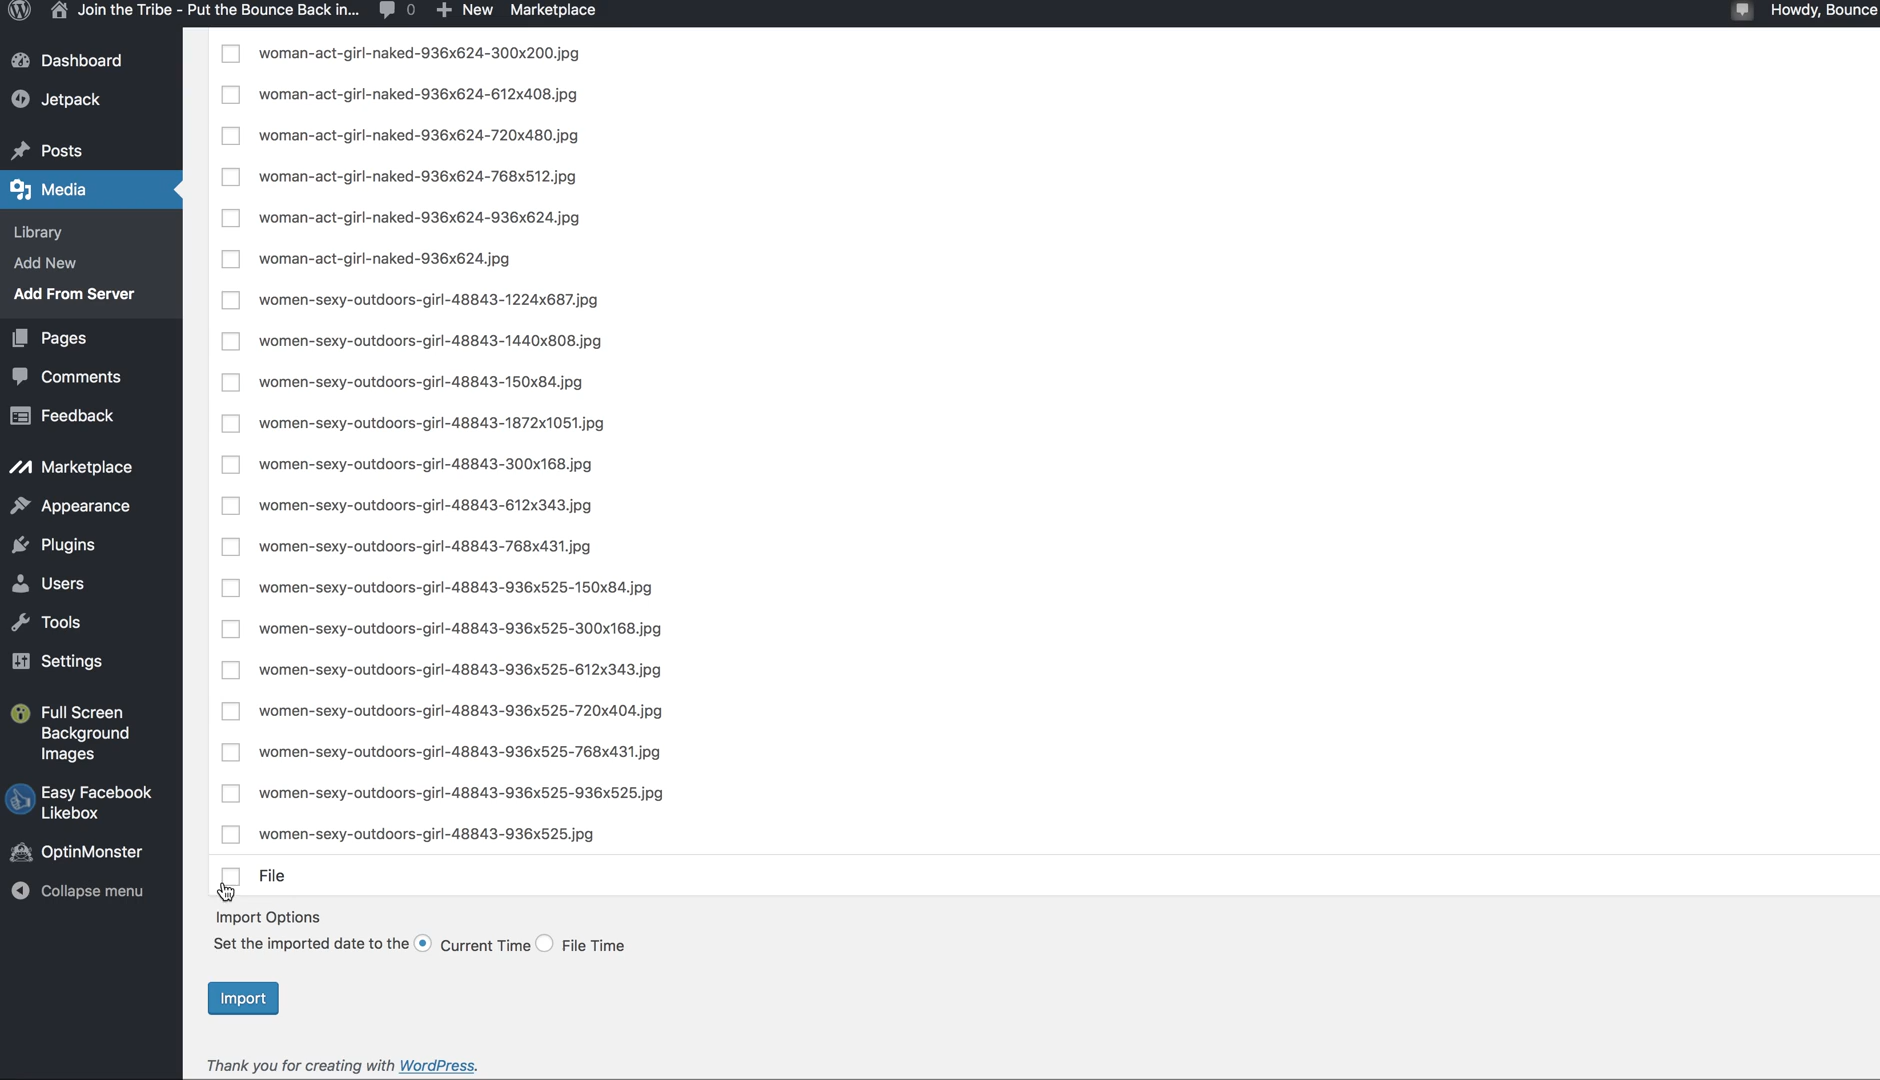 Join the Tribe - Put the Bounce Back in... 0 New Marketplace Howdy, Bounce
Dashboard
Jetpack
Posts
Media
Library
Add New
Add From Server
Pages
Comments
Feedback
Marketplace
Appearance
Plugins
Users
Tools
Settings
Full Screen
Background
Images
Easy Facebook
Likebox
OptinMonster
Collapse menu
woman-act-girl-naked-936x624-300x200.jpg
woman-act-girl-naked-936x624-612x408.jpg
woman-act-girl-naked-936x624-720x480.jpg
woman-act-girl-naked-936x624-768x512.jpg
woman-act-girl-naked-936x624-936x624.jpg
woman-act-girl-naked-936x624.jpg
women-sexy-outdoors-girl-48843-1224x687.jpg
women-sexy-outdoors-girl-48843-1440x808.jpg
women-sexy-outdoors-girl-48843-150x84.jpg
women-sexy-outdoors-girl-48843-1872x1051.jpg
women-sexy-outdoors-girl-48843-300x168.jpg
women-sexy-outdoors-girl-48843-612x343.jpg
women-sexy-outdoors-girl-48843-768x431.jpg
women-sexy-outdoors-girl-48843-936x525-150x84.jpg
women-sexy-outdoors-girl-48843-936x525-300x168.jpg
women-sexy-outdoors-girl-48843-936x525-612x343.jpg
women-sexy-outdoors-girl-48843-936x525-720x404.jpg
women-sexy-outdoors-girl-48843-936x525-768x431.jpg
women-sexy-outdoors-girl-48843-936x525-936x525.jpg
women-sexy-outdoors-girl-48843-936x525.jpg
File
Import Options
Set the imported date to the Current Time File Time
Import
Thank you for creating with WordPress.